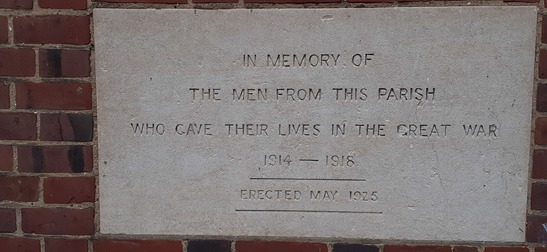 IN MEMORY OF
THE MEN FROM THIS PARISH
WHO GAVE THEIR LIVES IN THE GREAT WAR
1914 — 1918
ERECTED MAY 1925